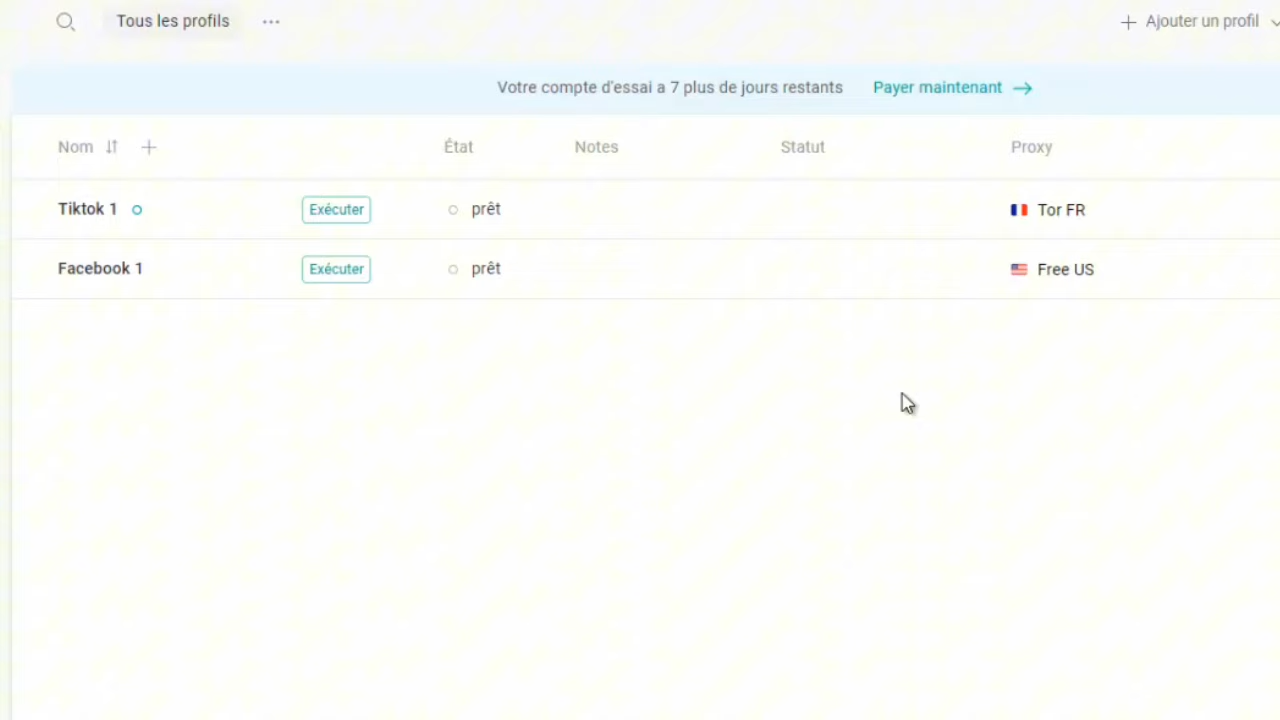 Tous les profils
Ajouter un profil
Votre compte d'essai a 7 plus de jours restants Payer maintenant →
Nom État Notes Statut Proxy
Tiktok 1 Exécuter prêt Tor FR
Facebook 1 Exécuter prêt Free US